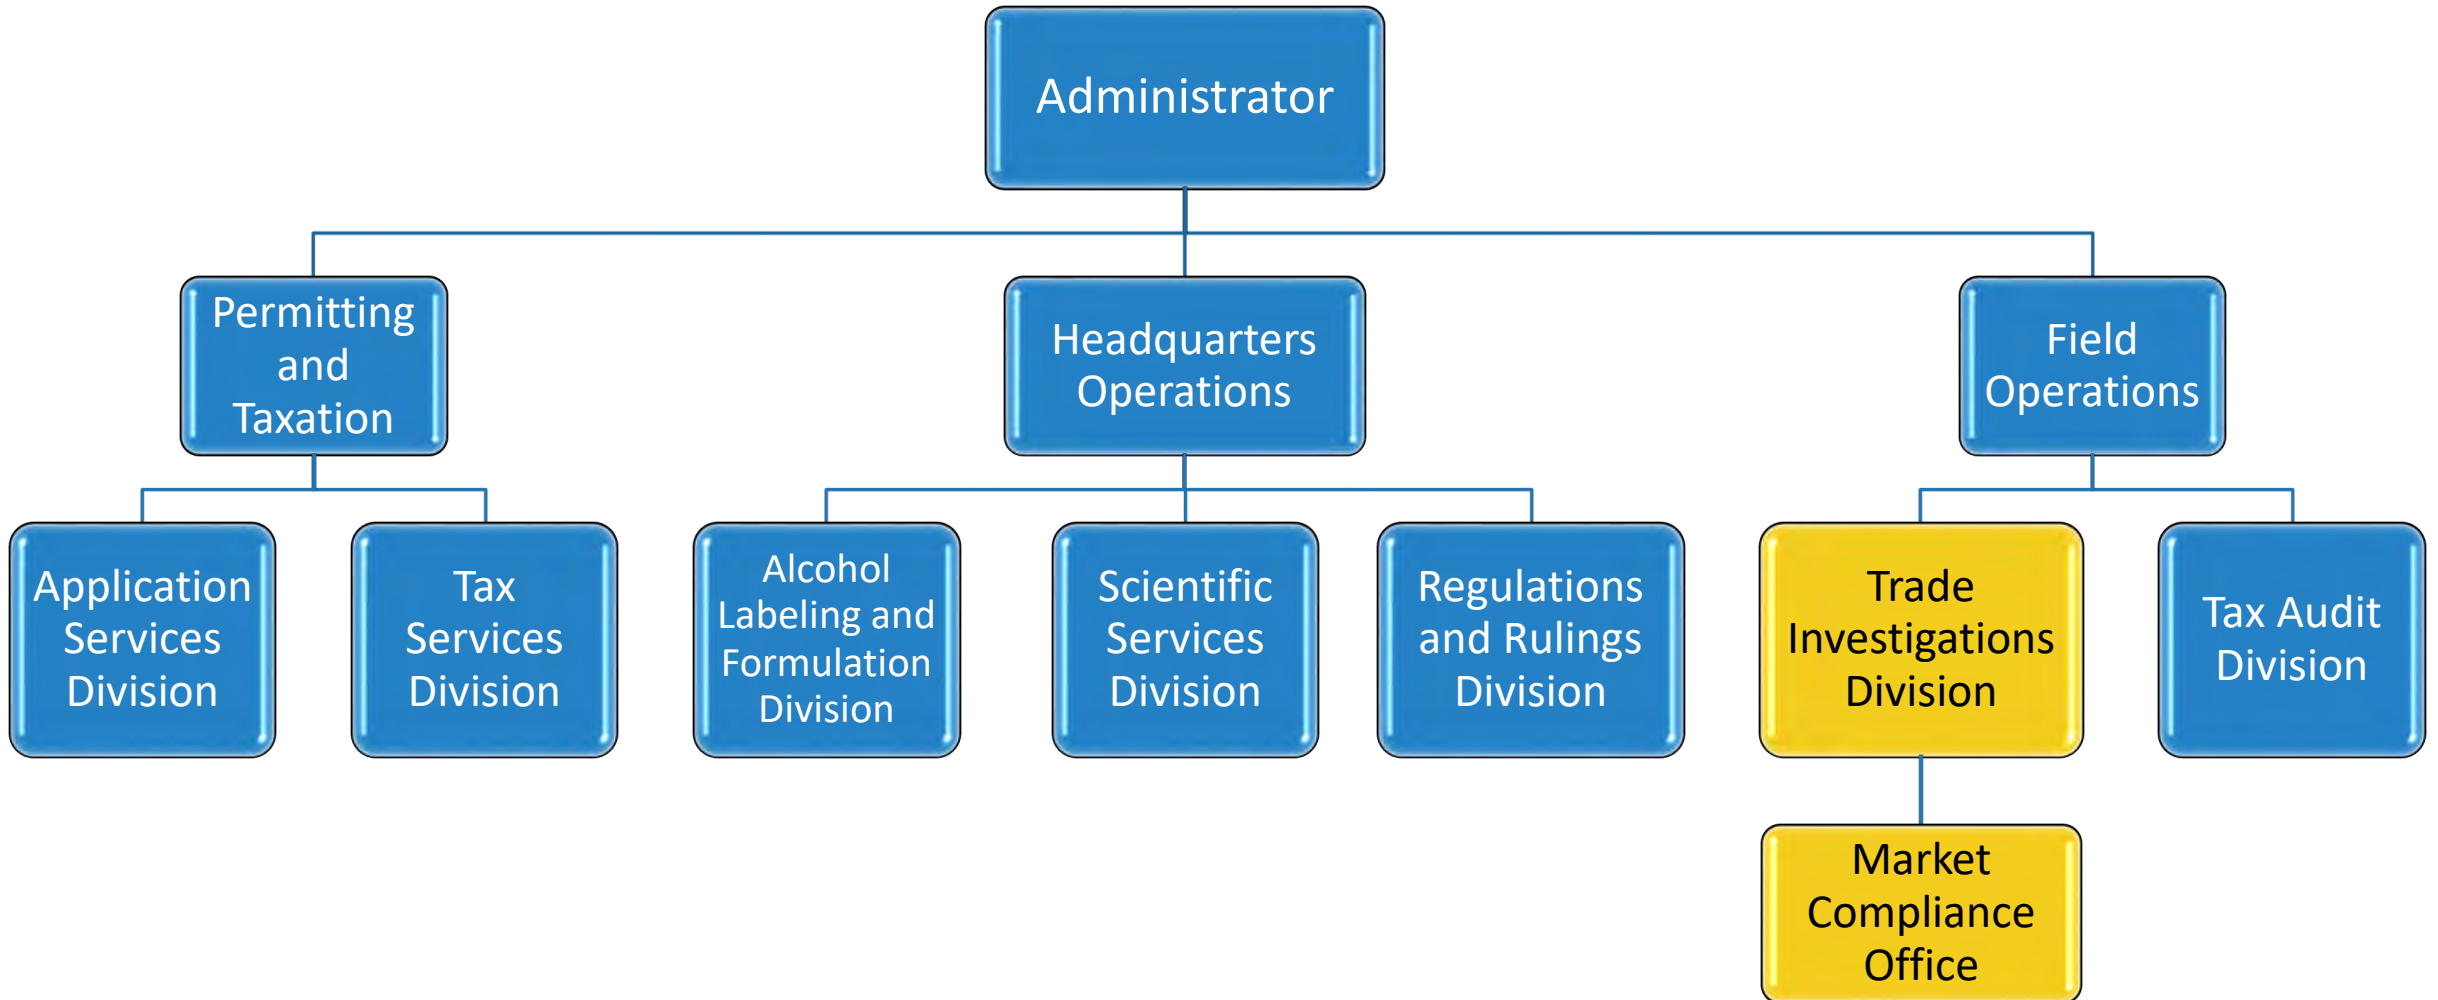 Administrator
Permitting
and
Taxation
Headquarters
Operations
Field
Operations
Application
Services
Division
Tax
Services
Division
Alcohol
Labeling and
Formulation
Division
Scientific
Services
Division
Regulations
and Rulings
Division
Trade
Investigations
Division
Tax Audit
Division
Market
Compliance
Office